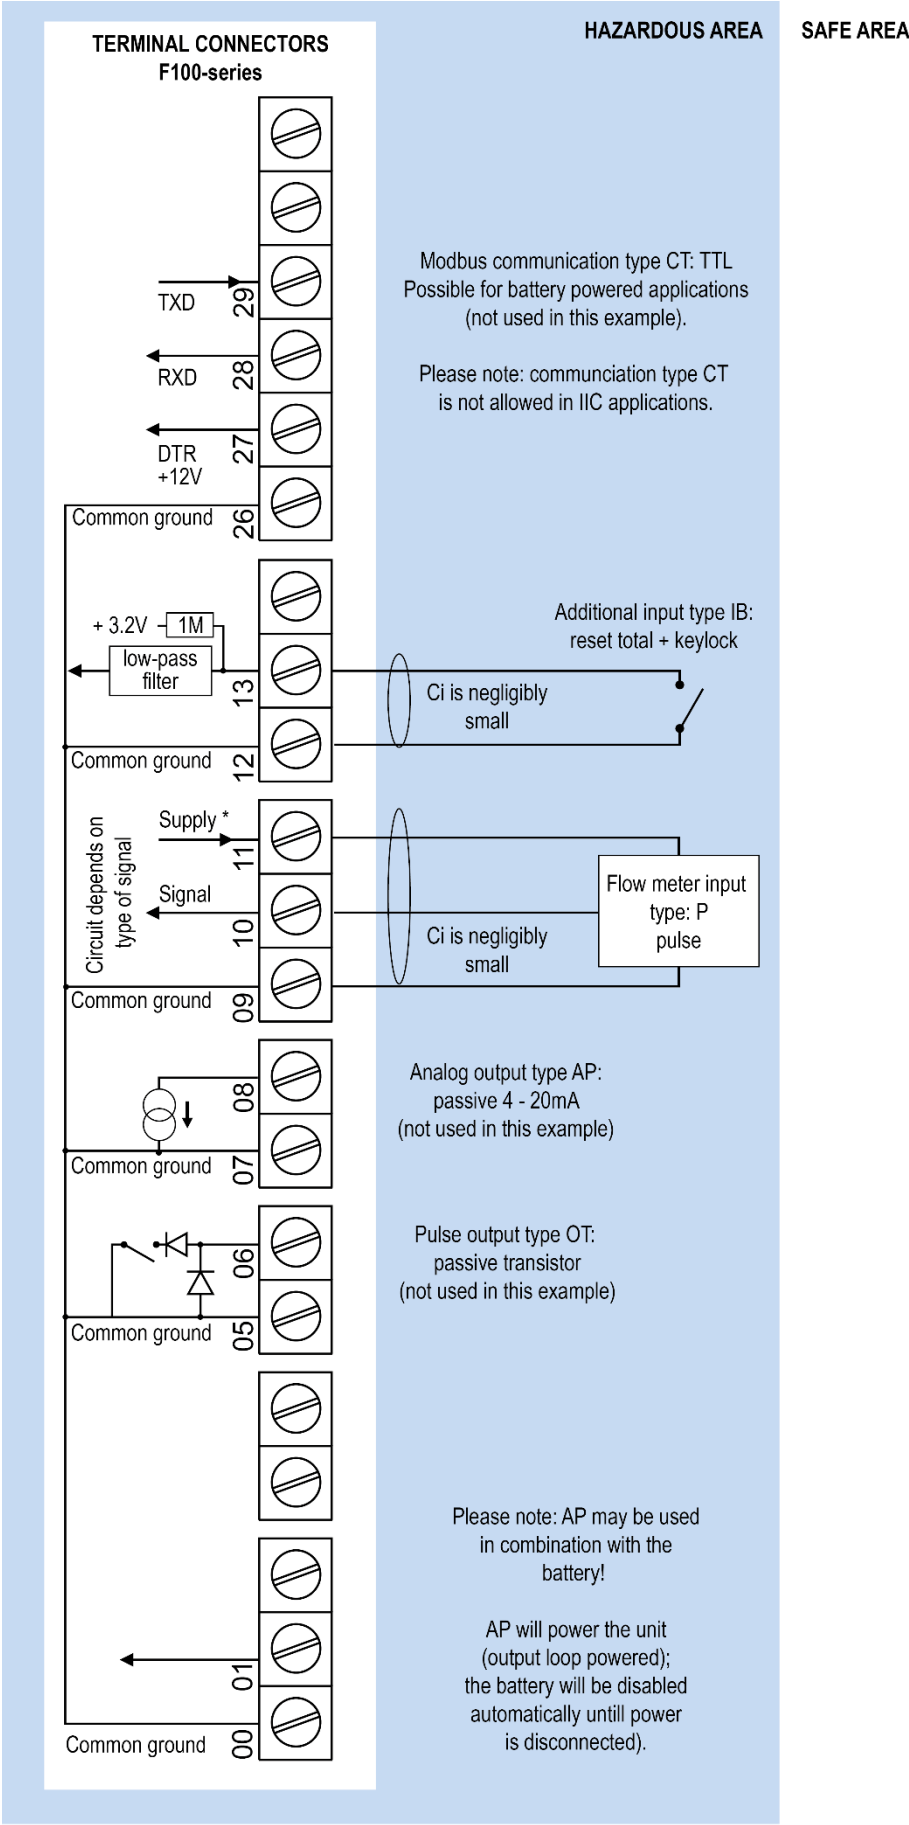 HAZARDOUS AREA
SAFE AREA
TERMINAL CONNECTORS
F100-series
TXD
29
Modbus communication type CT: TTL
Possible for battery powered applications
(not used in this example).
RXD
28
Please note: communciation type CT
is not allowed in IIC applications.
DTR
+12V
27
Common ground
26
+ 3.2V
1M
low-pass
filter
13
Additional input type IB:
reset total + keylock
Ci is negligibly
small
Common ground
12
Circuit depends on
type of signal
Supply *
11
Signal
10
Flow meter input
type: P
pulse
Ci is negligibly
small
Common ground
09
08
Analog output type AP:
passive 4 - 20mA
(not used in this example)
Common ground
07
06
Pulse output type OT:
passive transistor
(not used in this example)
Common ground
05
Please note: AP may be used
in combination with the
battery!
AP will power the unit
(output loop powered);
the battery will be disabled
automatically untill power
is disconnected).
01
Common ground
00